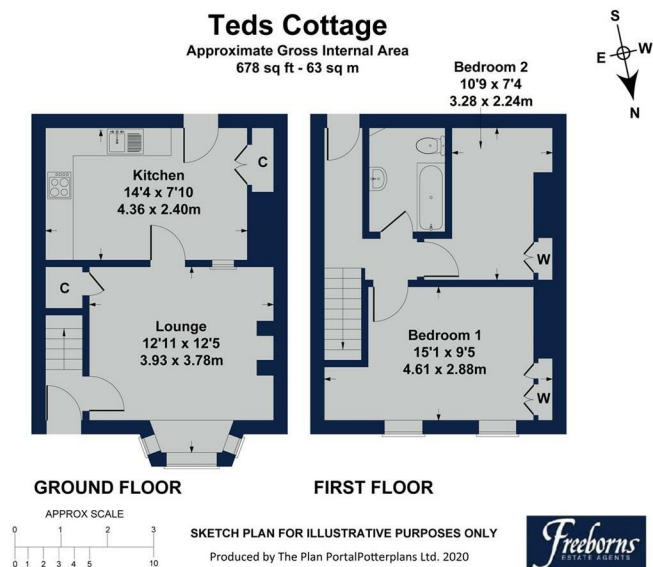 Teds Cottage
Approximate Gross Internal Area
678 sq ft - 63 sq m
S
E W
N
Bedroom 2
10'9 x 7'4
3.28 x 2.24m
Kitchen
14'4 x 7'10
4.36 x 2.40m
C
C
Lounge
12'11 x 12'5
3.93 x 3.78m
W
Bedroom 1
15'1 x 9'5
4.61 x 2.88m
W
GROUND FLOOR
FIRST FLOOR
APPROX SCALE
0 1 2 3
0 1 2 3 4 5 10
SKETCH PLAN FOR ILLUSTRATIVE PURPOSES ONLY
Produced by The Plan PortalPotterplans Ltd. 2020
Freeborns
ESTATE AGENTS